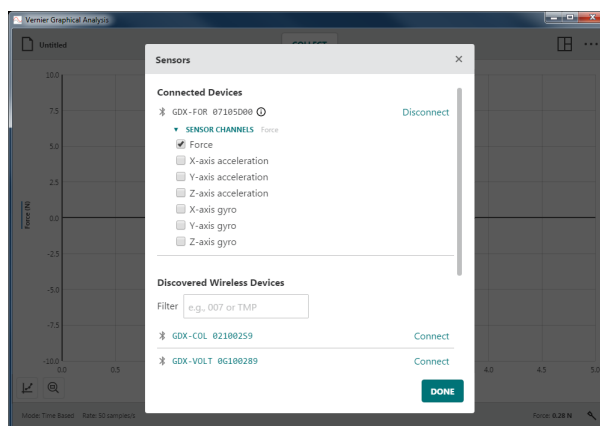 Vernier Graphical Analysis
Untitled
COLLECT
Sensors
Connected Devices
GDX-FOR 07105D00
Disconnect
SENSOR CHANNELS Force
Force
X-axis acceleration
Y-axis acceleration
Z-axis acceleration
X-axis gyro
Y-axis gyro
Z-axis gyro
Discovered Wireless Devices
Filter e.g., 007 or TMP
GDX-COL 02100259 Connect
GDX-VOLT 0G100289 Connect
DONE
10.0
7.5
5.0
2.5
0.0
-2.5
-5.0
-7.5
-10.0
Force (N)
0.0 0.5 4.0 4.5 5.0
Mode: Time Based Rate: 50 samples/s
Force: 0.28 N